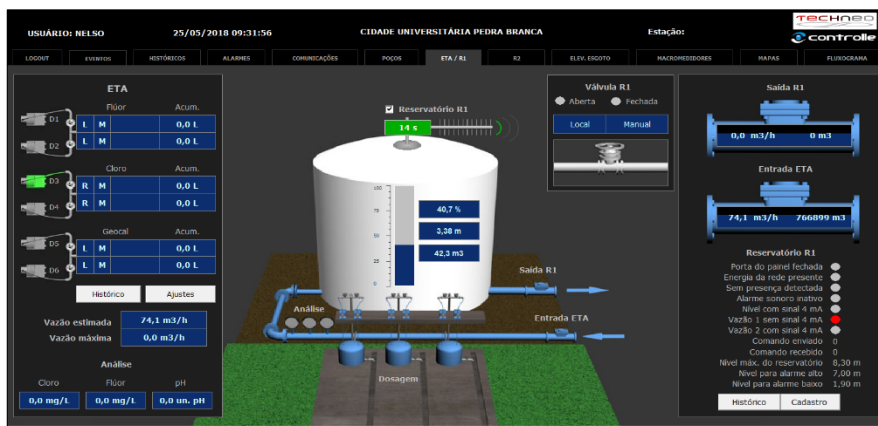 TECHNEO
controlle
USUÁRIO: NELSO
25/05/2018 09:31:56
CIDADE UNIVERSITÁRIA PEDRA BRANCA
Estação:
LOGOUT
EVENTOS
HISTÓRICOS
ALARMES
COMUNICAÇÕES
POÇOS
ETA / R1
R2
ELEV. ESGOTO
MACROMEDIDORES
MAPAS
FLUXOGRAMA
ETA
Flúor Acum.
D1 L M 0,0 L
D2 L M 0,0 L
Cloro Acum.
D3 R M 0,0 L
D4 R M 0,0 L
Geocal Acum.
D5 L M 0,0 L
D6 L M 0,0 L
Histórico Ajustes
Vazão estimada 74,1 m3/h
Vazão máxima 0,0 m3/h
Análise
Cloro Flúor pH
0,0 mg/L 0,0 mg/L 0,0 un. pH
Reservatório R1
14 s
100
75
50
25
0
40,7 %
3,38 m
42,3 m3
Saída R1
Análise
Entrada ETA
Dosagem
Válvula R1
Aberta Fechada
Local Manual
Saída R1
0,0 m3/h 0 m3
Entrada ETA
74,1 m3/h 766899 m3
Reservatório R1
Porta do painel fechada
Energia da rede presente
Sem presença detectada
Alarme sonoro inativo
Nível com sinal 4 mA
Vazão 1 sem sinal 4 mA
Vazão 2 com sinal 4 mA
Comando enviado 0
Comando recebido 0
Nível máx. do reservatório 8,30 m
Nível para alarme alto 7,00 m
Nível para alarme baixo 1,90 m
Histórico Cadastro